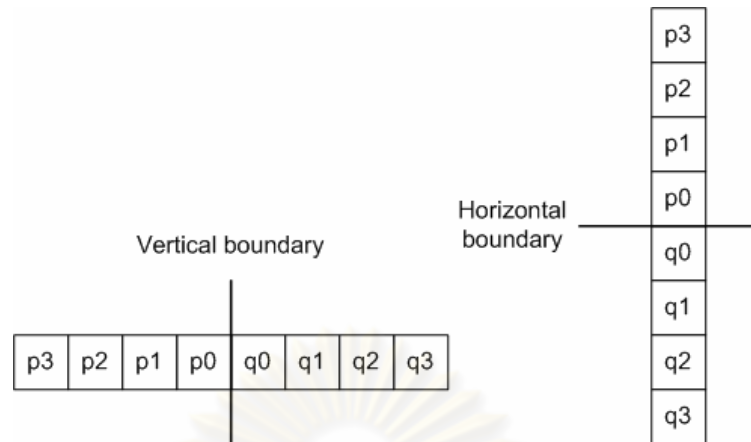 p3
p2
p1
p0
q0
q1
q2
q3
Horizontal
boundary
Vertical boundary
p3 p2 p1 p0 q0 q1 q2 q3